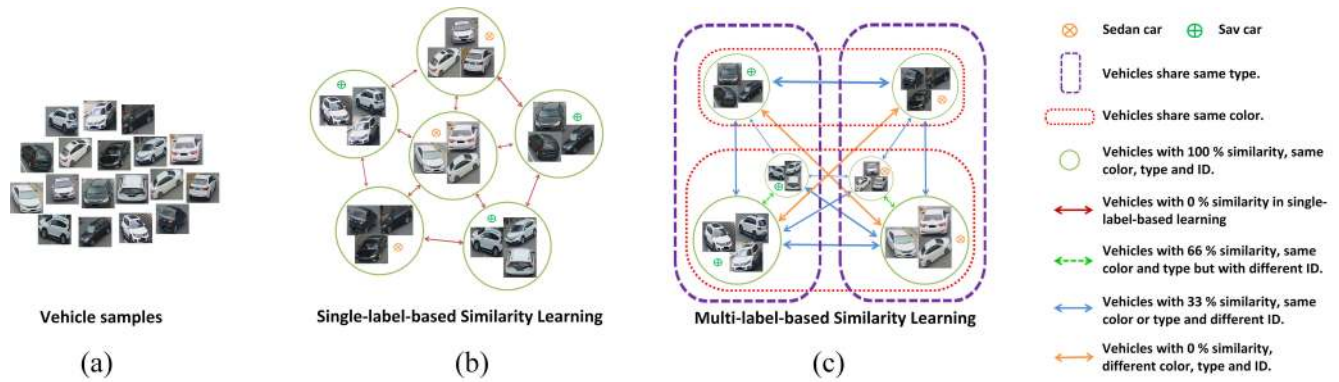 Vehicle samples
(a)
Single-label-based Similarity Learning
(b)
Multi-label-based Similarity Learning
(c)
Sedan car
Sav car
Vehicles share same type.
Vehicles share same color.
Vehicles with 100 % similarity, same
color, type and ID.
Vehicles with 0 % similarity in single-
label-based learning
Vehicles with 66 % similarity, same
color and type but with different ID.
Vehicles with 33 % similarity, same
color or type and different ID.
Vehicles with 0 % similarity,
different color, type and ID.